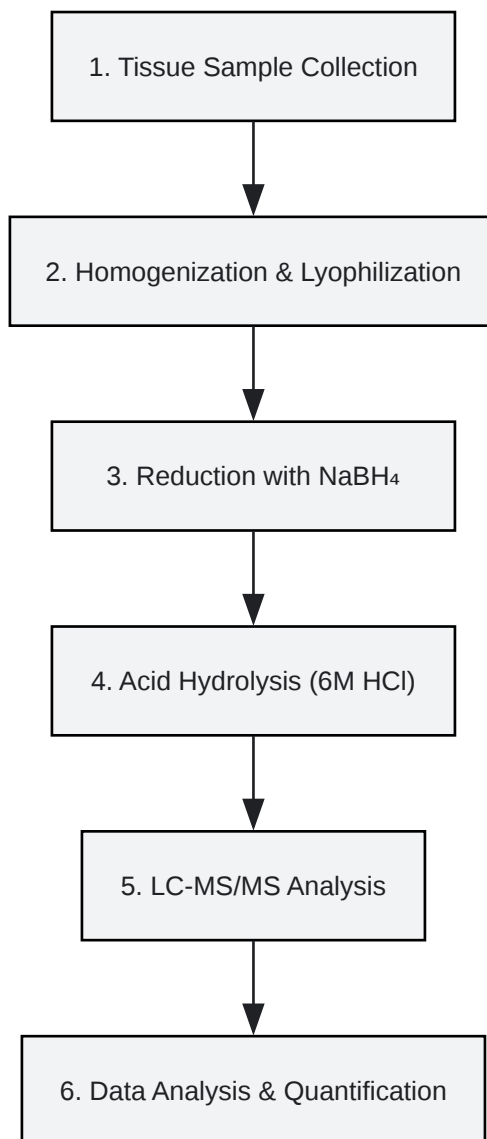 1. Tissue Sample Collection
2. Homogenization & Lyophilization
3. Reduction with NaBH₄
4. Acid Hydrolysis (6M HCl)
5. LC-MS/MS Analysis
6. Data Analysis & Quantification